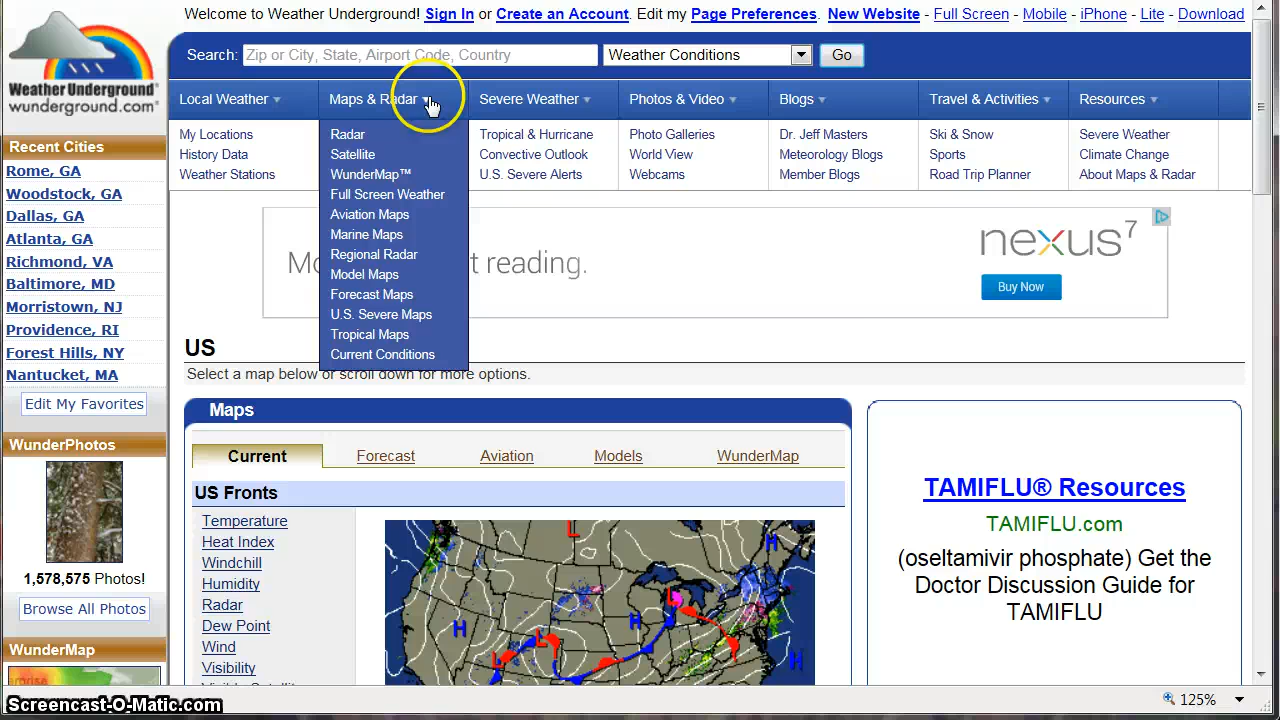 Welcome to Weather Underground! Sign In or Create an Account. Edit my Page Preferences. New Website - Full Screen - Mobile - iPhone - Lite - Download
Weather Underground
wunderground.com®
Search: Zip or City, State, Airport Code, Country Weather Conditions Go
Local Weather Maps & Radar Severe Weather Photos & Video Blogs Travel & Activities Resources
My Locations Radar Tropical & Hurricane Photo Galleries Dr. Jeff Masters Ski & Snow Severe Weather
History Data Satellite Convective Outlook World View Meteorology Blogs Sports Climate Change
Weather Stations WunderMap™ U.S. Severe Alerts Webcams Member Blogs Road Trip Planner About Maps & Radar
Full Screen Weather
Aviation Maps
Marine Maps
Regional Radar
Model Maps
Forecast Maps
U.S. Severe Maps
Tropical Maps
Current Conditions
Recent Cities
Rome, GA
Woodstock, GA
Dallas, GA
Atlanta, GA
Richmond, VA
Baltimore, MD
Morristown, NJ
Providence, RI
Forest Hills, NY
Nantucket, MA
Edit My Favorites
WunderPhotos
1,578,575 Photos!
Browse All Photos
WunderMap
t reading.
nexus7
Buy Now
US
Select a map below or scroll down for more options.
Maps
Current Forecast Aviation Models WunderMap
US Fronts
Temperature
Heat Index
Windchill
Humidity
Radar
Dew Point
Wind
Visibility
L
H
L
H
H
L
L
H
TAMIFLU® Resources
TAMIFLU.com
(oseltamivir phosphate) Get the
Doctor Discussion Guide for
TAMIFLU
125%
Screencast-O-Matic.com